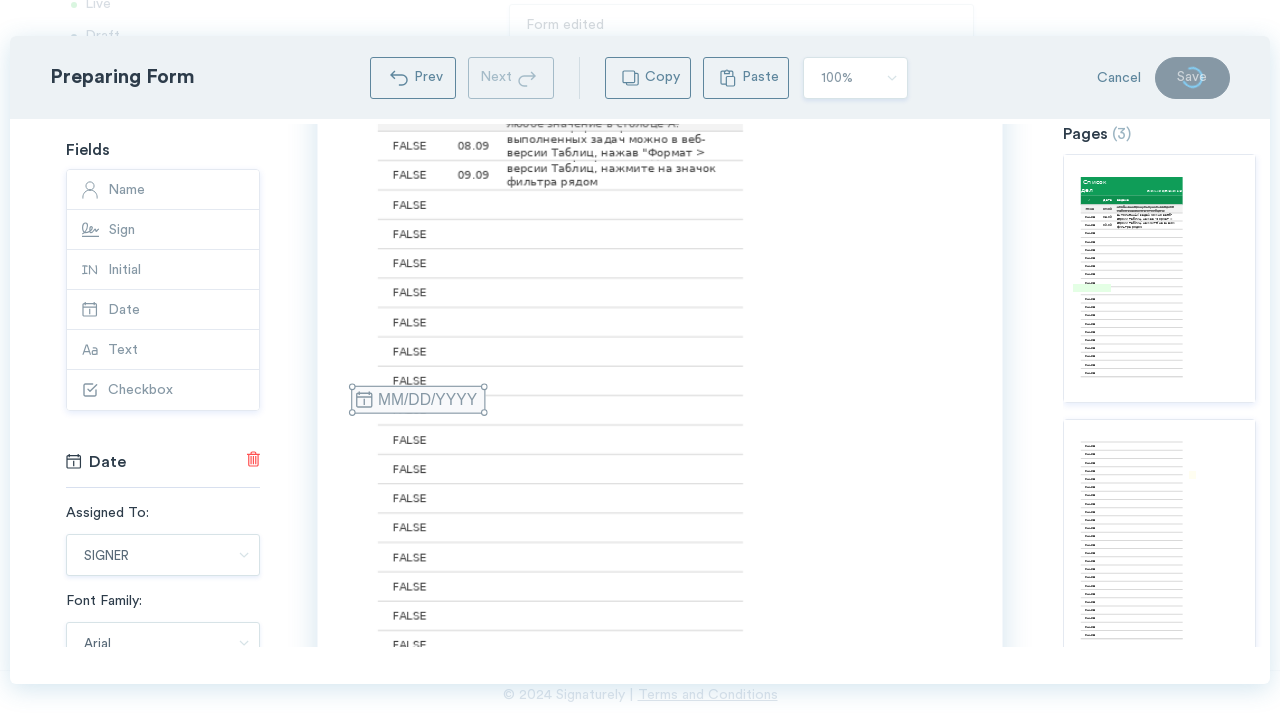 Live
Draft
Form edited
Preparing Form
Prev
Next
Copy
Paste
100%
Cancel
Save
Fields
Name
Sign
Initial
Date
Text
Checkbox
Date
Assigned To:
SIGNER
Font Family:
Arial
любое значение в столбце A.
FALSE 08.09 выполненных задач можно в веб-
версии Таблиц, нажав "Формат >
FALSE 09.09 версии Таблиц, нажмите на значок
фильтра рядом
FALSE
FALSE
FALSE
FALSE
FALSE
FALSE
FALSE
MM/DD/YYYY
FALSE
FALSE
FALSE
FALSE
FALSE
FALSE
FALSE
FALSE
Pages (3)
Список
дел
© 2024 Signaturely | Terms and Conditions